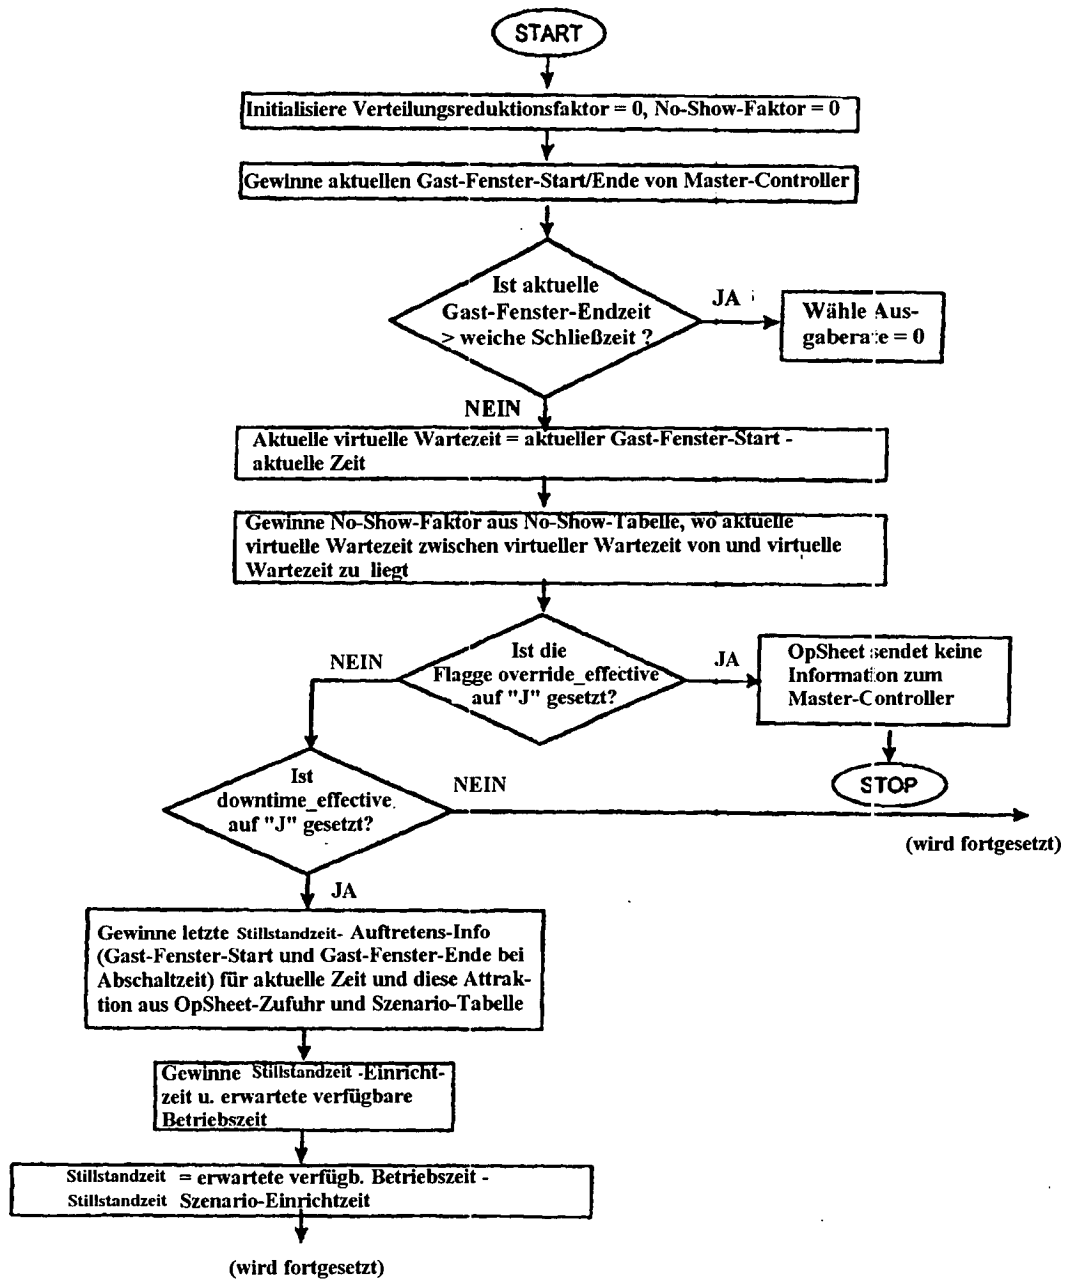 START
Initialisiere Verteilungsreduktionsfaktor = 0, No-Show-Faktor = 0
Gewinne aktuellen Gast-Fenster-Start/Ende von Master-Controller
Ist aktuelle
Gast-Fenster-Endzeit
> weiche Schließzeit ?
JA
Wähle Aus-
gaberate = 0
NEIN
Aktuelle virtuelle Wartezeit = aktueller Gast-Fenster-Start -
aktuelle Zeit
Gewinne No-Show-Faktor aus No-Show-Tabelle, wo aktuelle
virtuelle Wartezeit zwischen virtueller Wartezeit von und virtuelle
Wartezeit zu liegt
Ist die
Flagge override_effective
auf "J" gesetzt?
NEIN
JA
OpSheet sendet keine
Information zum
Master-Controller
STOP
Ist
downtime_effective
auf "J" gesetzt?
NEIN
(wird fortgesetzt)
JA
Gewinne letzte Stillstandzeit- Auftretens-Info
(Gast-Fenster-Start und Gast-Fenster-Ende bei
Abschaltzeit) für aktuelle Zeit und diese Attrak-
tion aus OpSheet-Zufuhr und Szenario-Tabelle
Gewinne Stillstandzeit -Einricht-
zeit u. erwartete verfügbare
Betriebszeit
Stillstandzeit = erwartete verfügb. Betriebszeit -
Stillstandzeit Szenario-Einrichtzeit
(wird fortgesetzt)